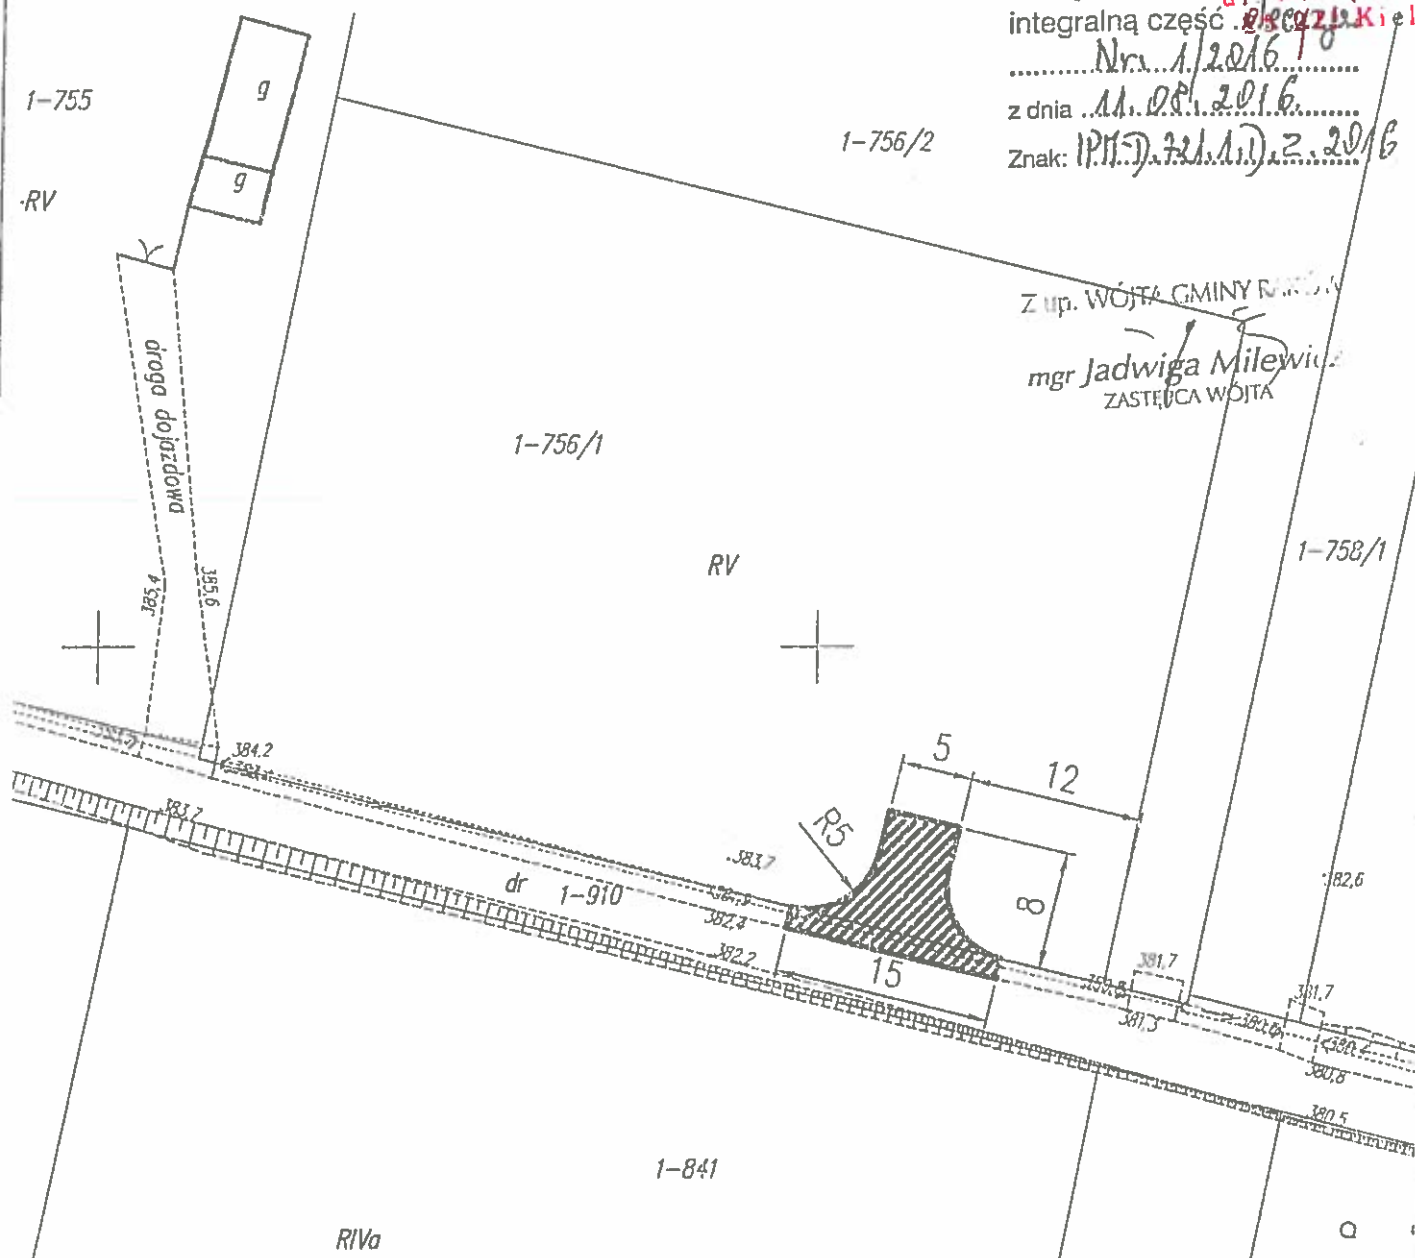 integralną część
Nr. 1/2016
z dnia 11.08.2016.
Znak:
1-755
g
1-756/2
RV
g
Z up. WÓJTA GMINY
mgr Jadwiga Milewicz
ZASTĘPCA WÓJTA
droga dojazdowa
1-756/1
1-758/1
RV
385,4
385,6
5
12
384.2
383,7
R5
.383,7
382,6
dr 1-910
8
382,4
382.2
15
381.7
381,7
381,3
380,8
380.5
1-841
RIVa